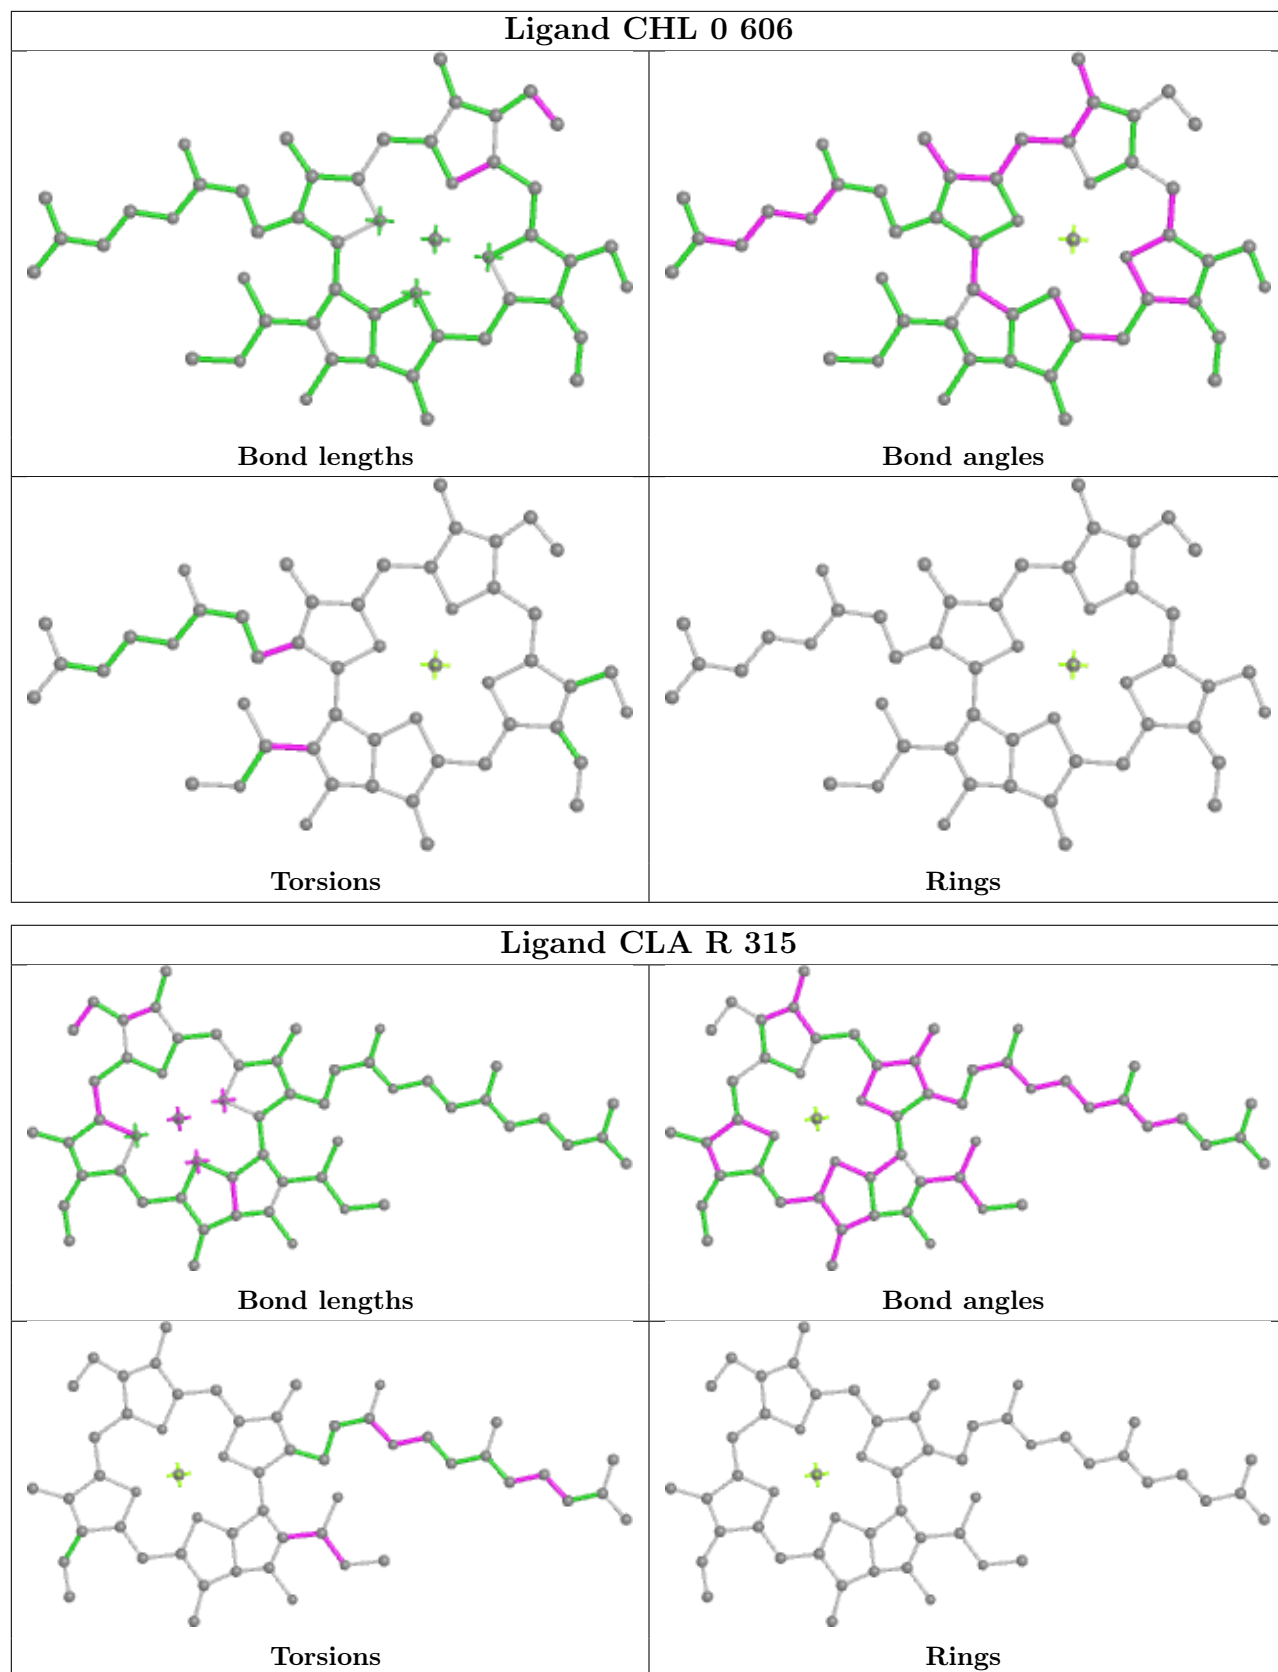 Ligand CHL 0 606
Bond lengths
Bond angles
Torsions
Rings
Ligand CLA R 315
Bond lengths
Bond angles
Torsions
Rings